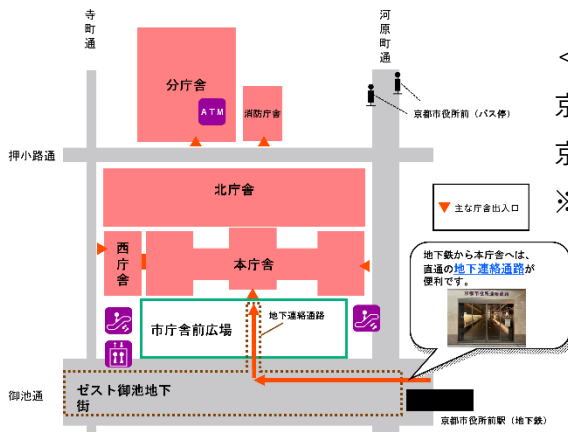 寺町通
河原町通
分庁舎
ATM
消防庁舎
京都市役所前(バス停)
<
京
京
※
押小路通
北庁舎
主な庁舎出入口
西庁舎
本庁舎
地下鉄から本庁舎へは、
直通の地下連絡通路が
便利です。
市庁舎前広場
地下連絡通路
御池通
ゼスト御池地下
街
京都市役所前駅(地下鉄)